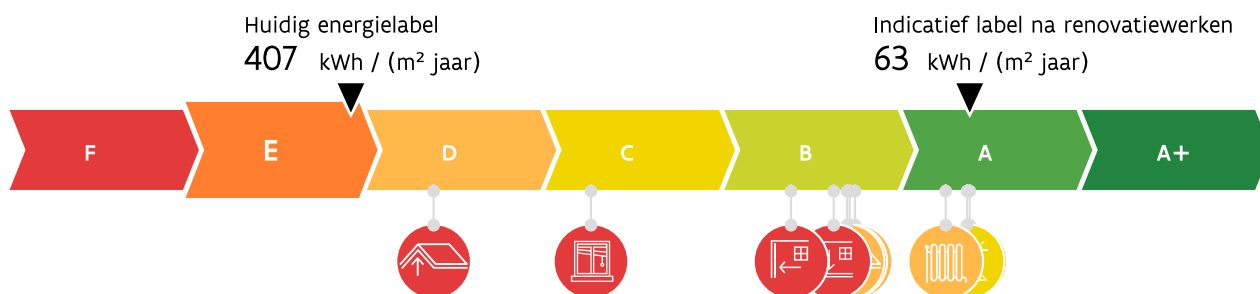 Huidig energielabel
407 kWh / (m² jaar)
Indicatief label na renovatiewerken
63 kWh / (m² jaar)
F E D C B A A+